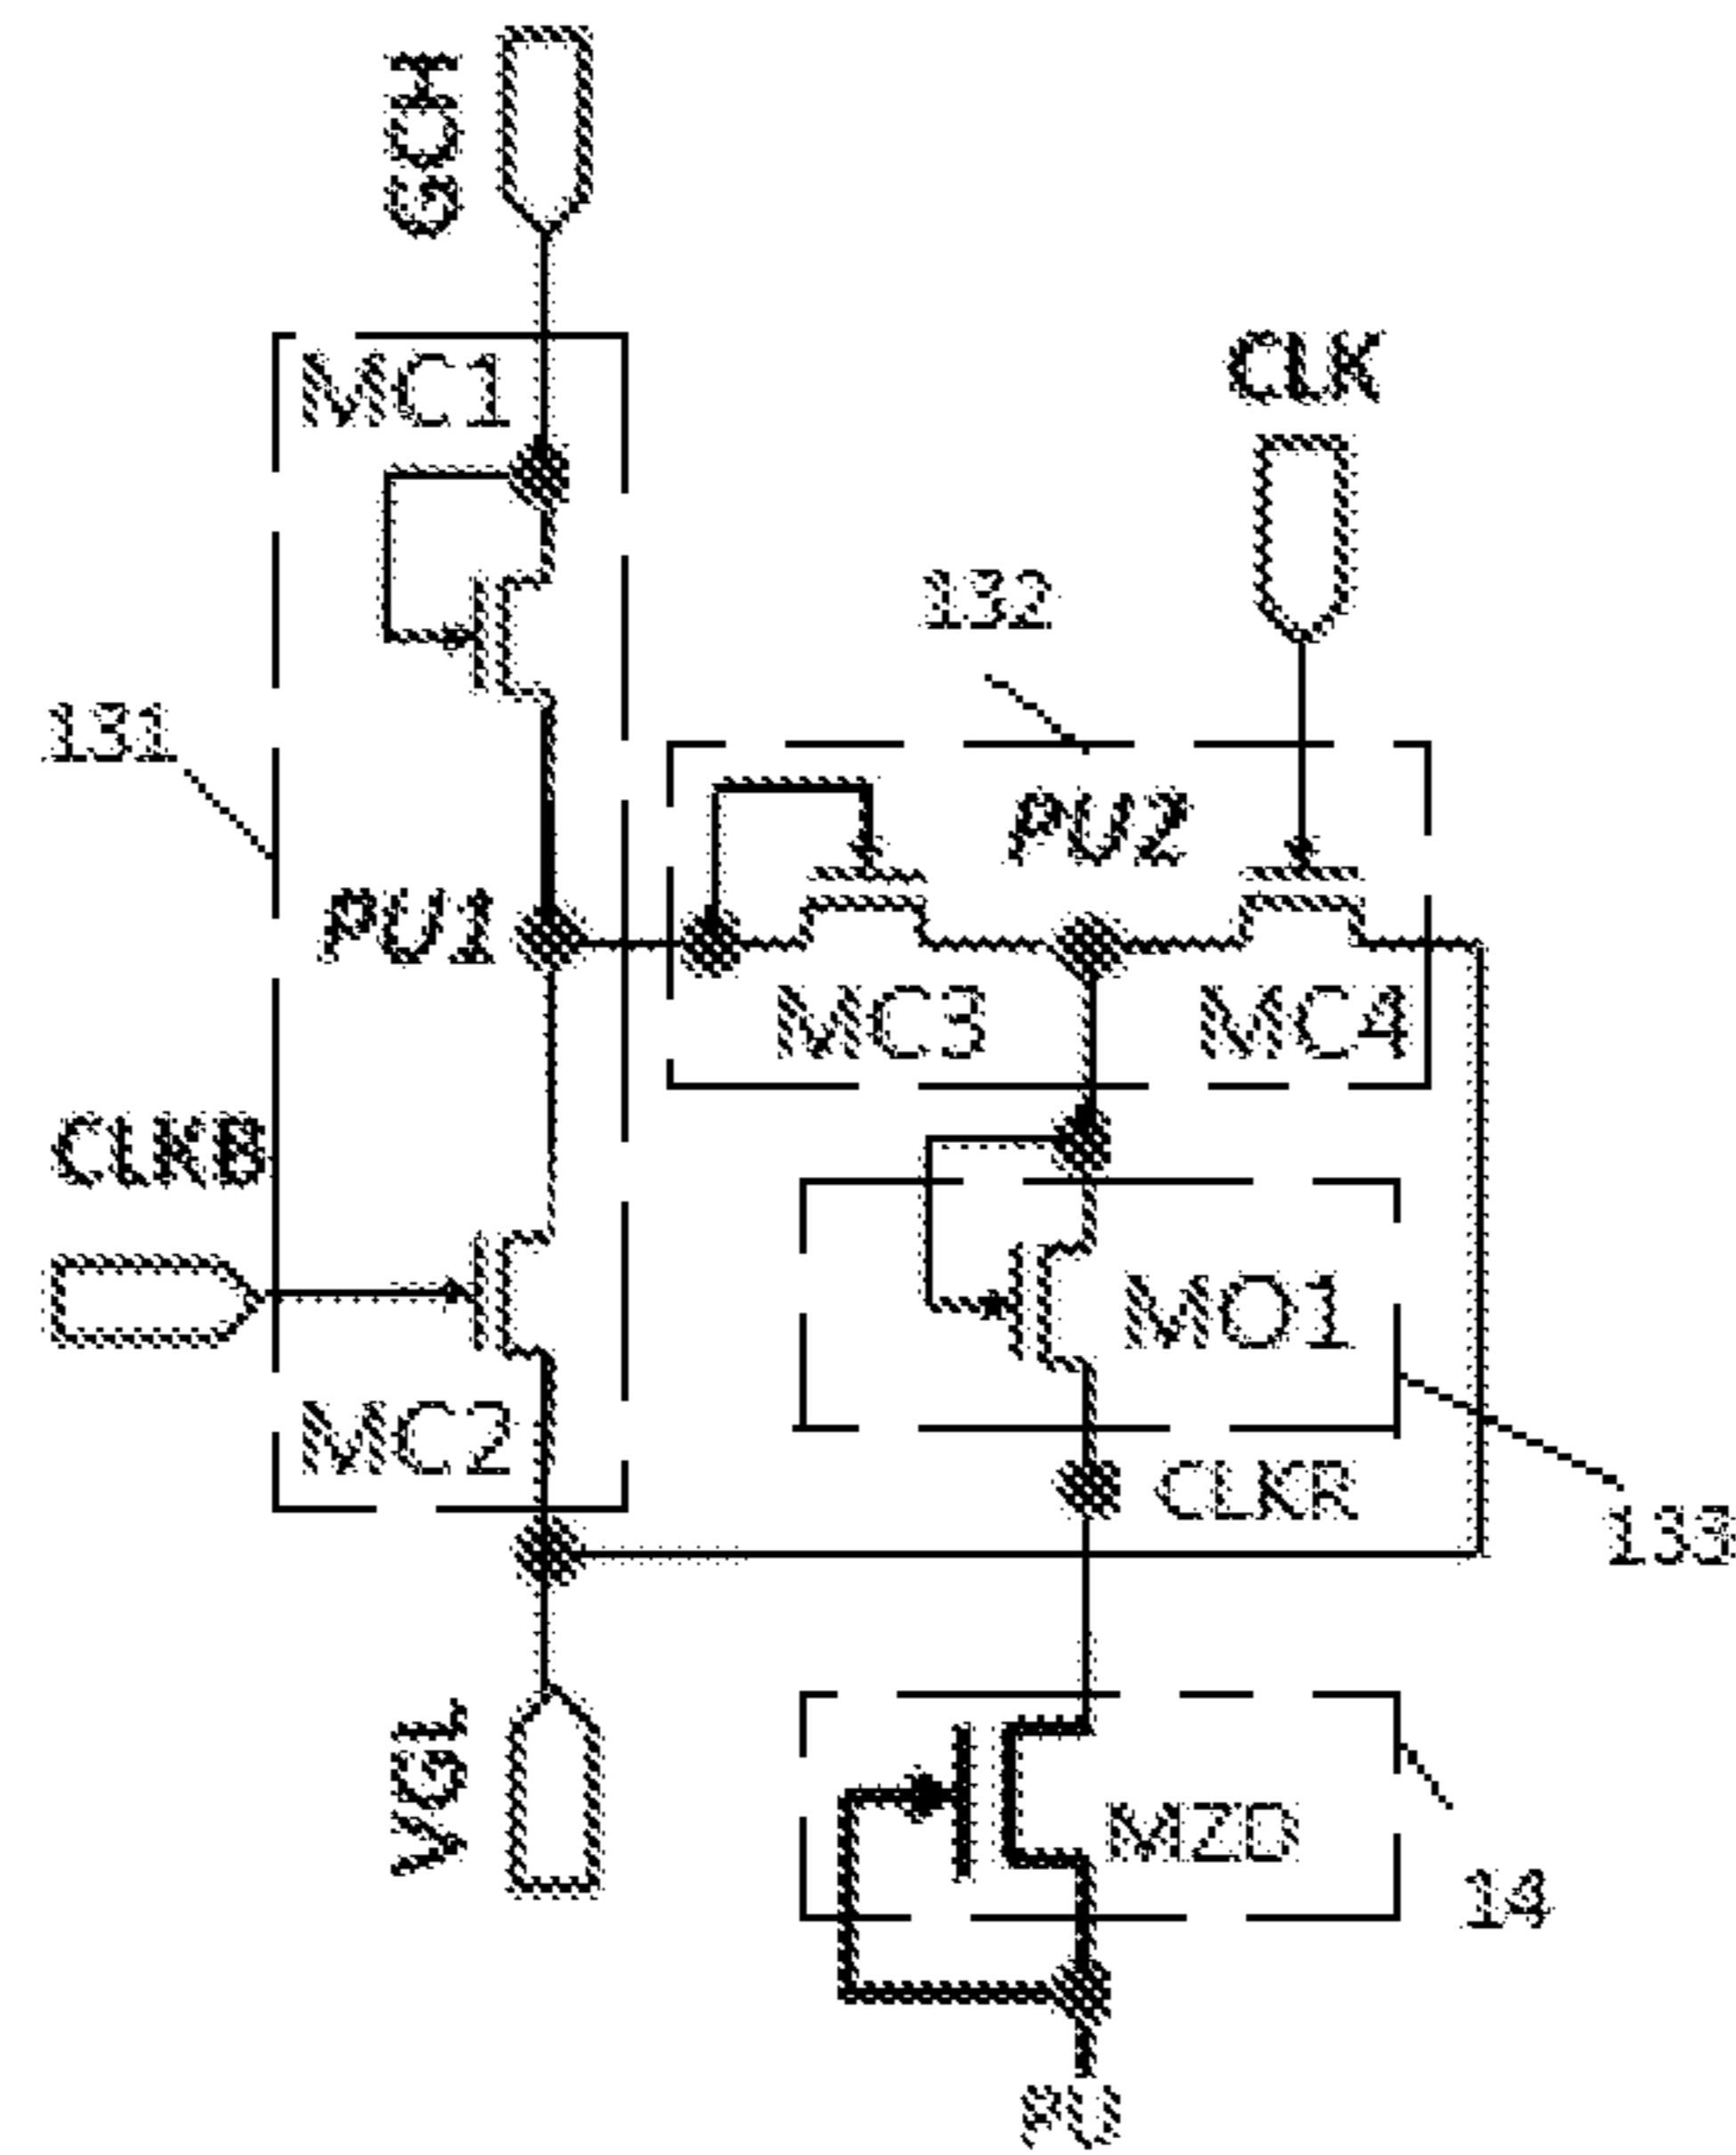 GCH
MC1
CLK
132
131
PU2
PU1
MC3
MC4
CLKB
MO1
MC2
CLKR
133
VGL
MZD
14
PU